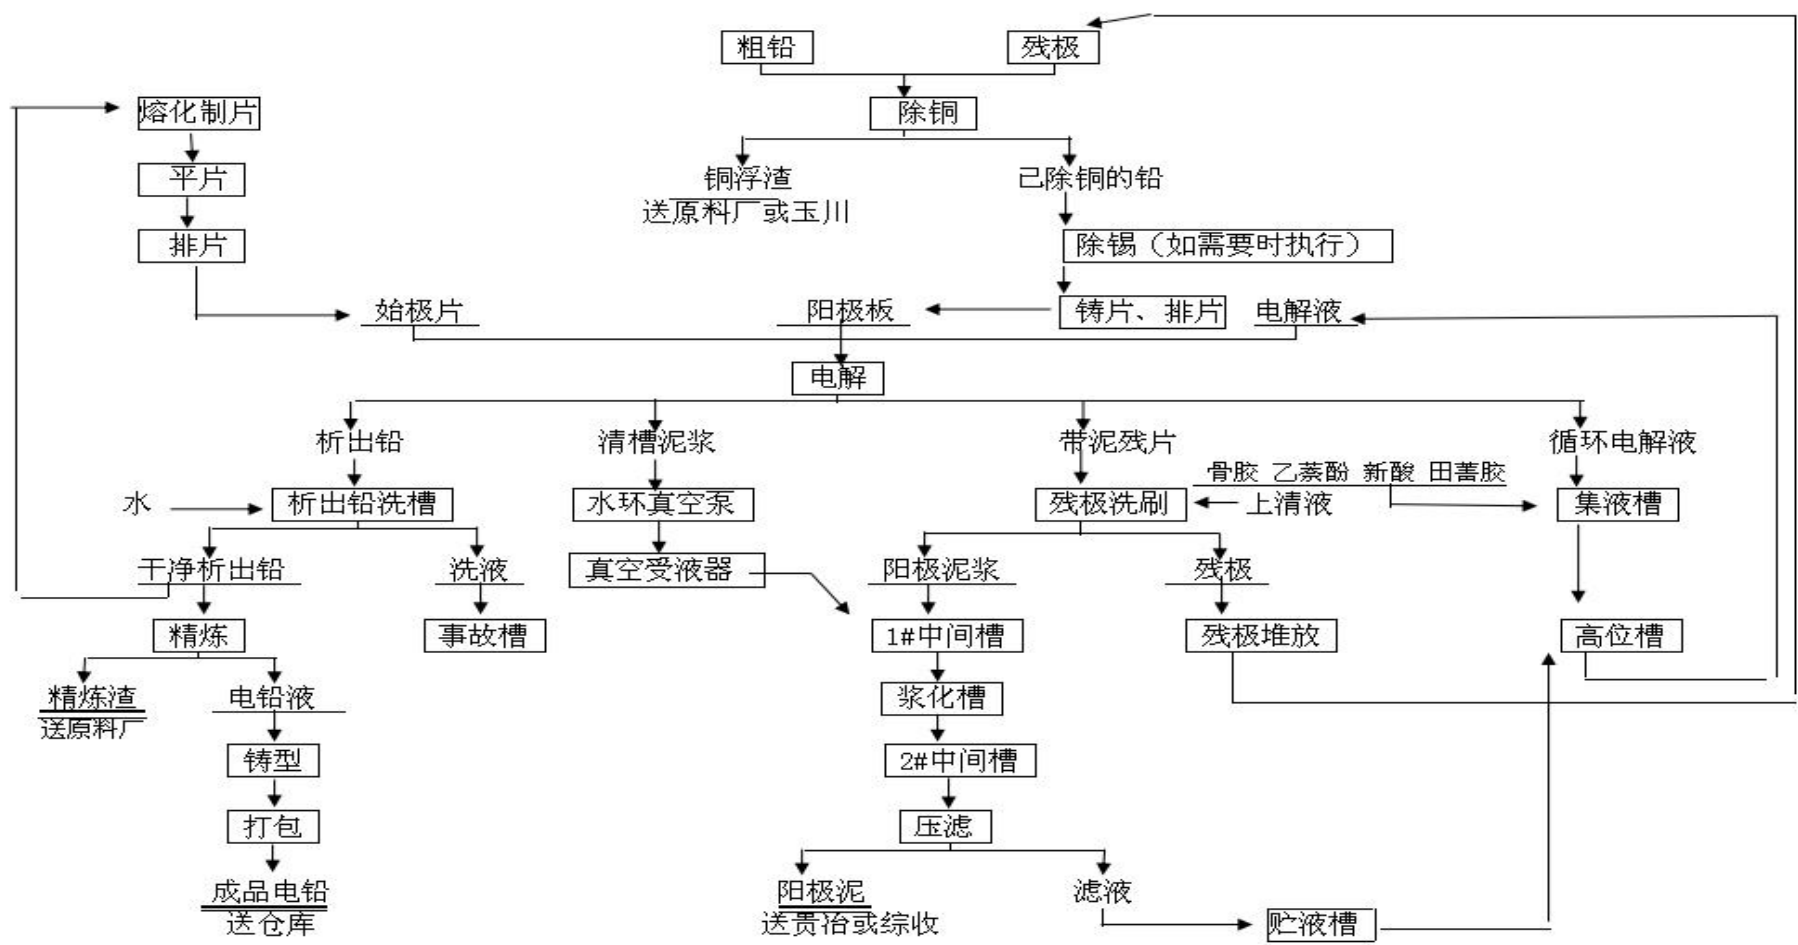 粗铅 残极
熔化制片 除铜
平片 铜浮渣 已除铜的铅
送原料厂或玉川
排片 除锡（如需要时执行）
始极片 阳极板 铸片、排片 电解液
电解
析出铅 清槽泥浆 带泥残片 循环电解液
骨胶 乙萘酚 新酸 田菁胶
水 析出铅洗槽 水环真空泵 残极洗刷 上清液 集液槽
干净析出铅 洗液 真空受液器 阳极泥浆 残极
精炼 事故槽 1#中间槽 残极堆放 高位槽
精炼渣 电铅液 浆化槽
送原料厂
铸型 2#中间槽
打包 压滤
成品电铅 阳极泥 滤液
送仓库 送贵冶或综收 贮液槽